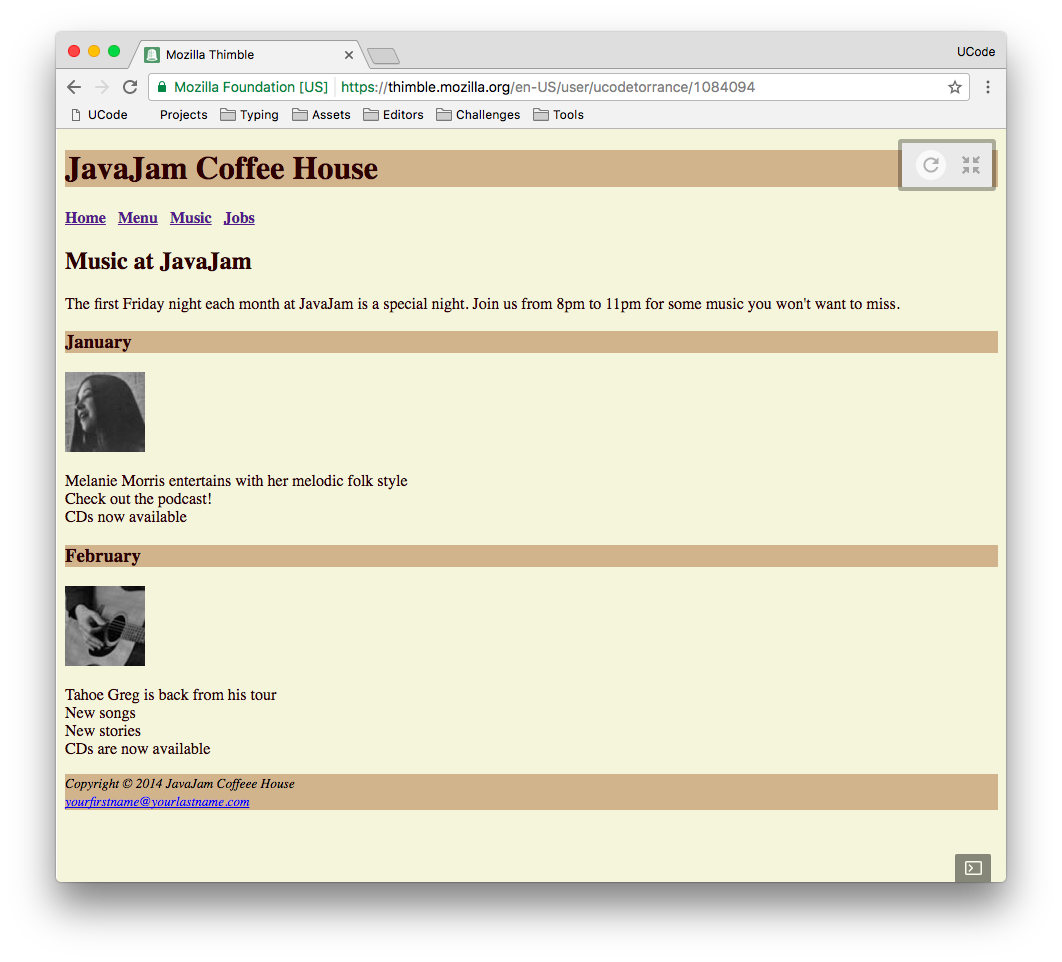 Mozilla Thimble
UCode
Mozilla Foundation [US] https://thimble.mozilla.org/en-US/user/ucodetorrance/1084094
UCode Projects Typing Assets Editors Challenges Tools
JavaJam Coffee House
Home Menu Music Jobs
Music at JavaJam
The first Friday night each month at JavaJam is a special night. Join us from 8pm to 11pm for some music you won't want to miss.
January
Melanie Morris entertains with her melodic folk style
Check out the podcast!
CDs now available
February
Tahoe Greg is back from his tour
New songs
New stories
CDs are now available
Copyright © 2014 JavaJam Coffeee House
yourfirstname@yourlastname.com